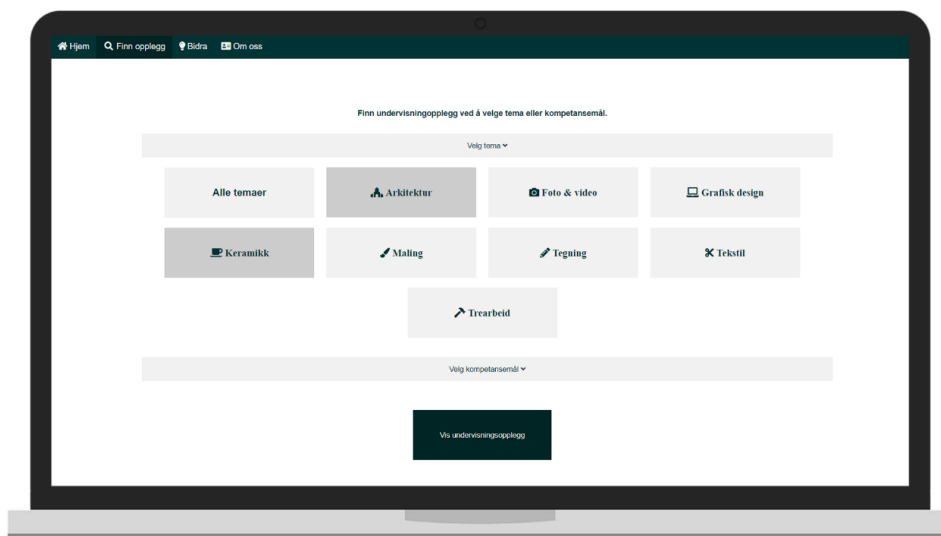 Hjem Finn opplegg Bidra Om oss
Finn undervisningopplegg ved å velge tema eller kompetansemål.
Velg tema
Alle temaer Arkitektur Foto & video Grafisk design
Keramikk Maling Tegning Tekstil
Trearbeid
Velg kompetansemål
Vis undervisningsopplegg